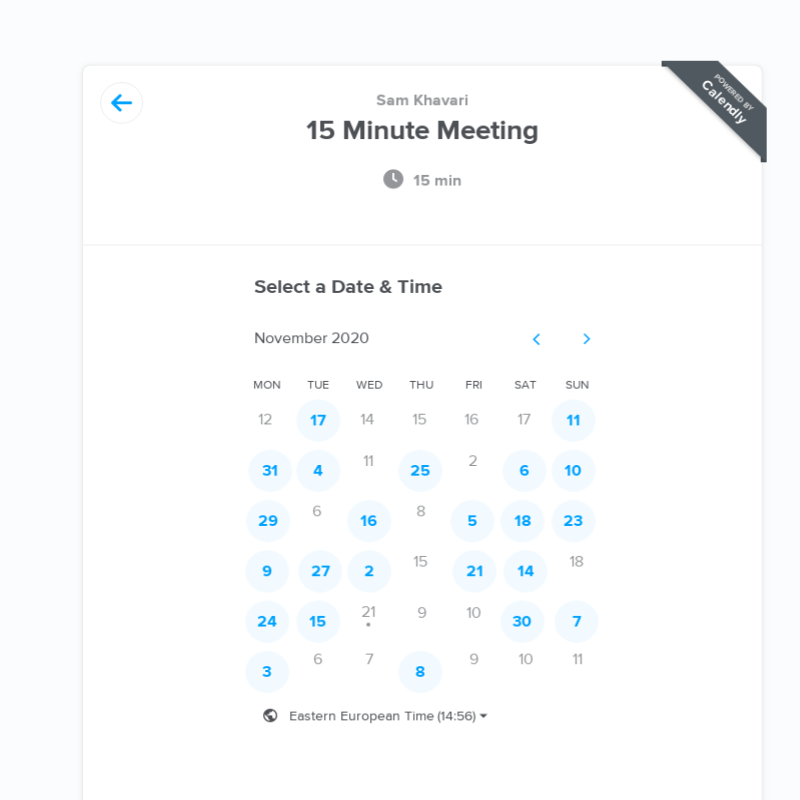 POWERED BY
Calendly
Sam Khavari
15 Minute Meeting
15 min
Select a Date & Time
November 2020
MON TUE WED THU FRI SAT SUN
12 17 14 15 16 17 11
31 4 11 25 2 6 10
29 6 16 8 5 18 23
9 27 2 15 21 14 18
24 15 21 9 10 30 7
3 6 7 8 9 10 11
Eastern European Time (14:56)